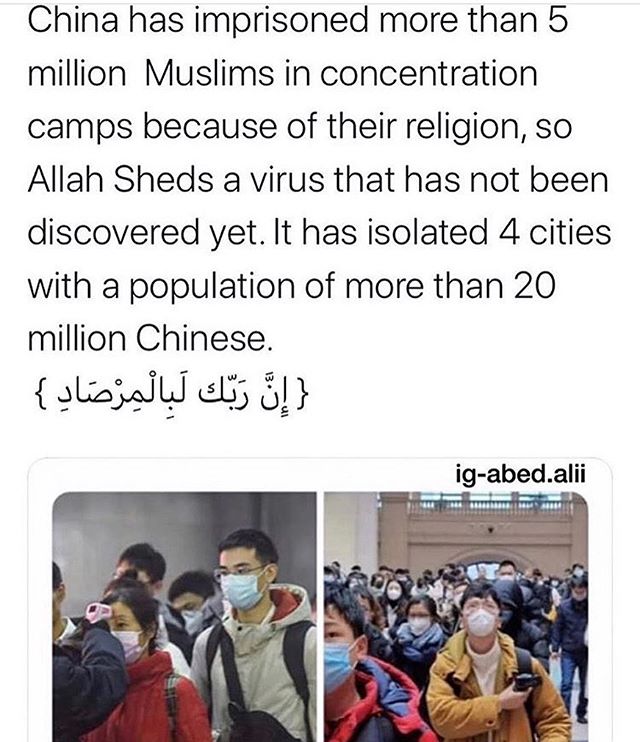 China has imprisoned more than 5
million Muslims in concentration
camps because of their religion, so
Allah Sheds a virus that has not been
discovered yet. It has isolated 4 cities
with a population of more than 20
million Chinese.
{إِنَّ رَبَّك لَبِالْمِرْصَادِ }
ig-abed.alii